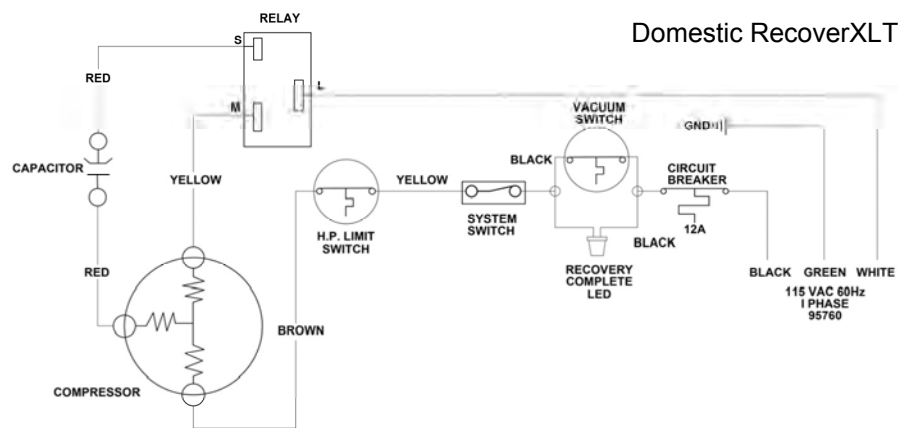 Domestic RecoverXLT
RELAY
S
L
M
RED
CAPACITOR
YELLOW
RED
COMPRESSOR
BROWN
H.P. LIMIT
SWITCH
YELLOW
SYSTEM
SWITCH
VACUUM
SWITCH
BLACK
BLACK
RECOVERY
COMPLETE
LED
GND
CIRCUIT
BREAKER
12A
BLACK GREEN WHITE
115 VAC 60Hz
I PHASE
95760